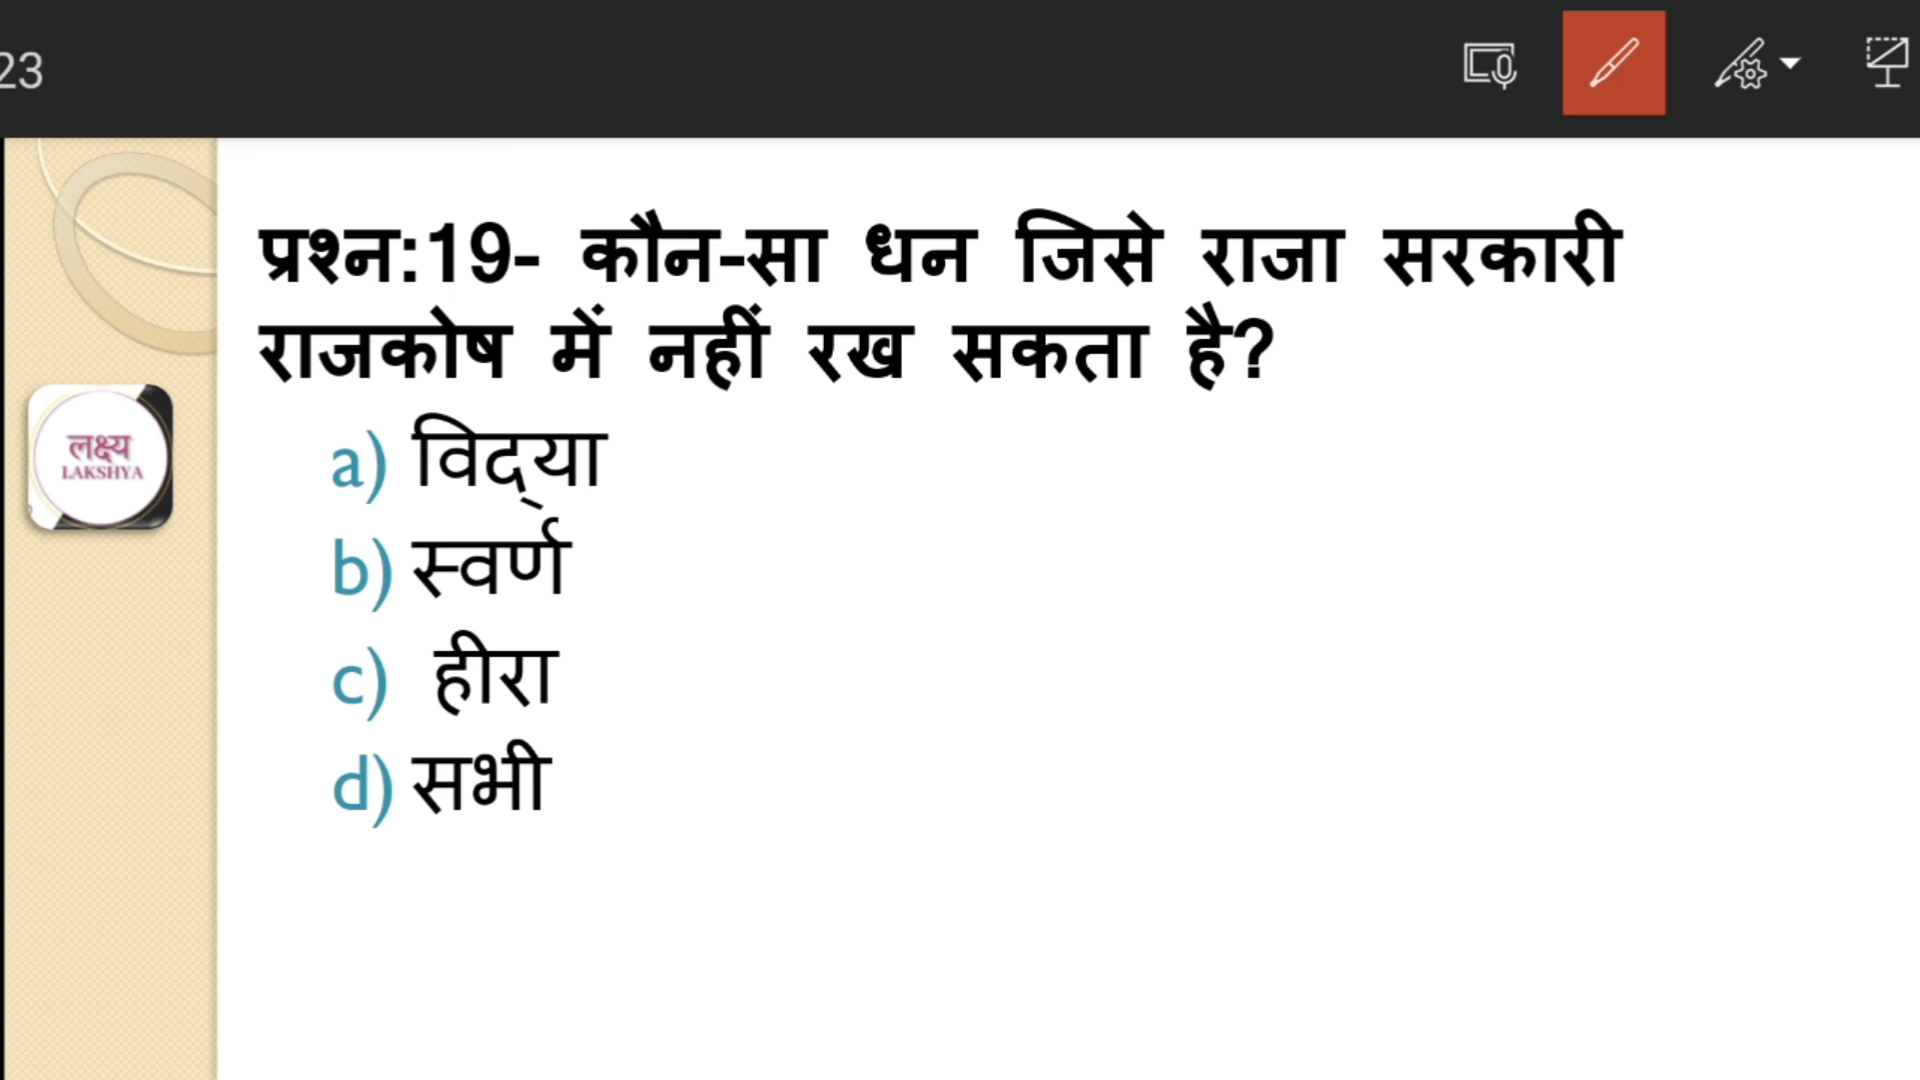 23
प्रश्न:19- कौन-सा धन जिसे राजा सरकारी
राजकोष में नहीं रख सकता है?
लक्ष्य
LAKSHYA
a) विद्‌या
b) स्वर्ण
c) हीरा
d) सभी